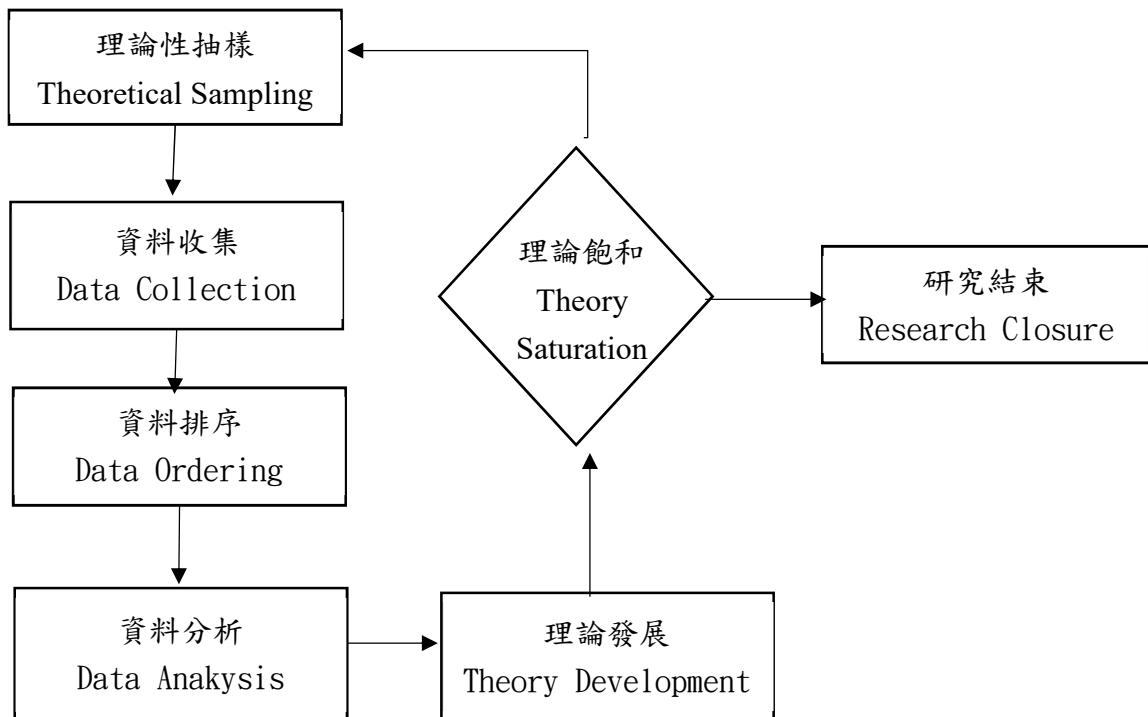 理論性抽樣
Theoretical Sampling
資料收集
Data Collection
資料排序
Data Ordering
資料分析
Data Anakysis
理論發展
Theory Development
理論飽和
Theory
Saturation
研究結束
Research Closure